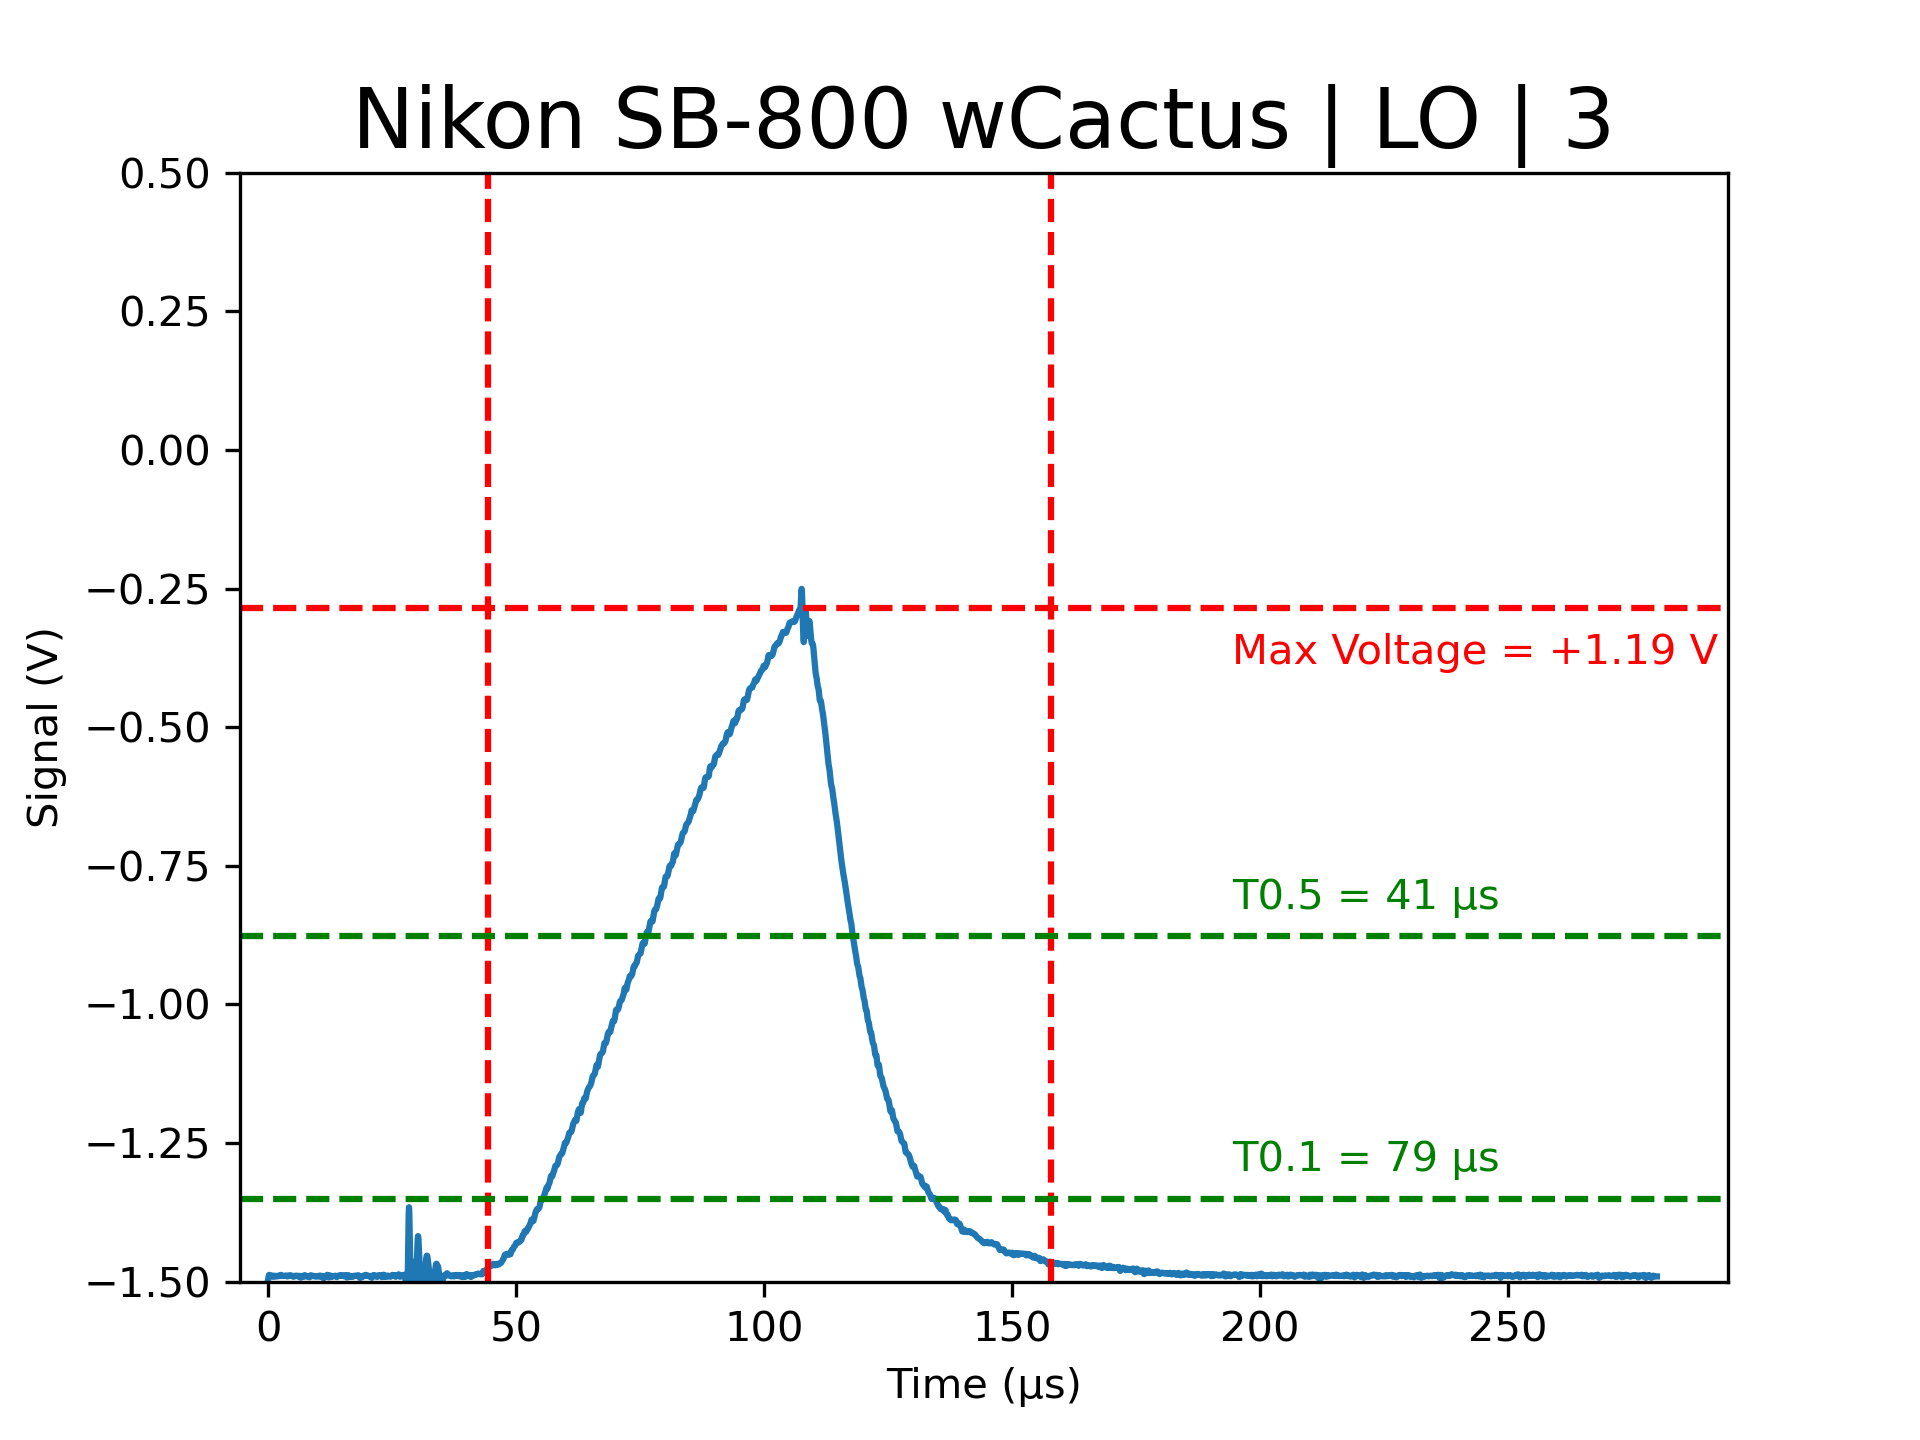 Nikon SB-800 wCactus | LO | 3
0.50
0.25
0.00
−0.25
Max Voltage = +1.19 V
−0.50
Signal (V)
−0.75
T0.5 = 41 µs
−1.00
−1.25
T0.1 = 79 µs
−1.50
0 50 100 150 200 250
Time (µs)